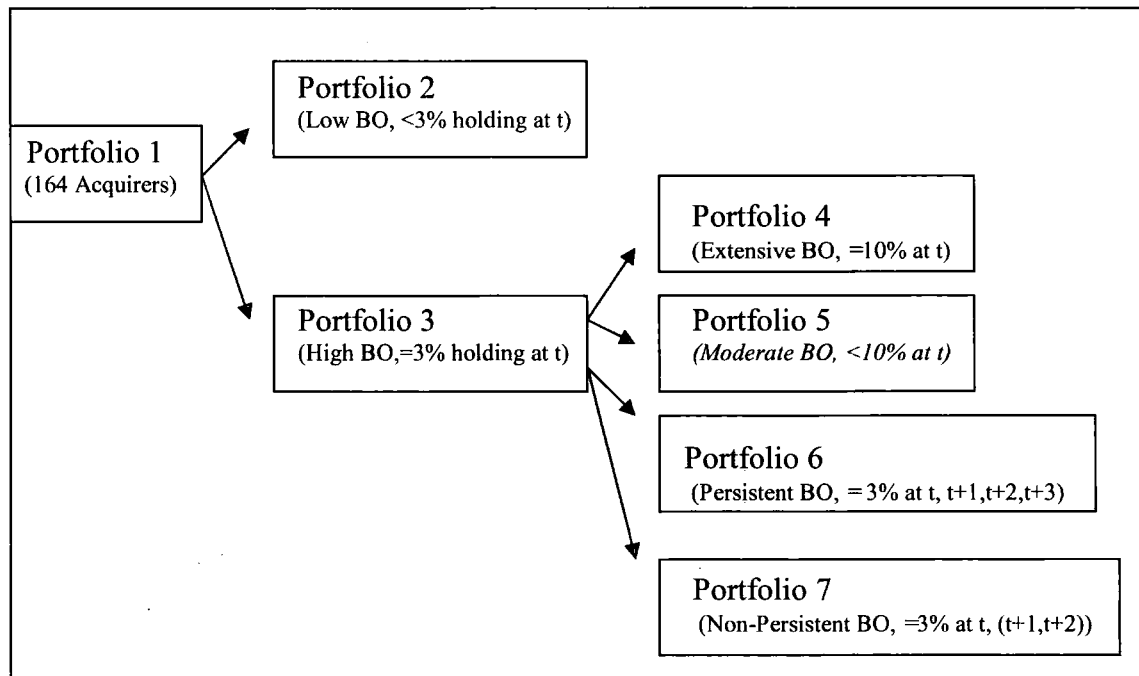 Portfolio 1
(164 Acquirers)
Portfolio 2
(Low BO, <3% holding at t)
Portfolio 3
(High BO,=3% holding at t)
Portfolio 4
(Extensive BO, =10% at t)
Portfolio 5
(Moderate BO, <10% at t)
Portfolio 6
(Persistent BO, =3% at t, t+1,t+2,t+3)
Portfolio 7
(Non-Persistent BO, =3% at t, (t+1,t+2))